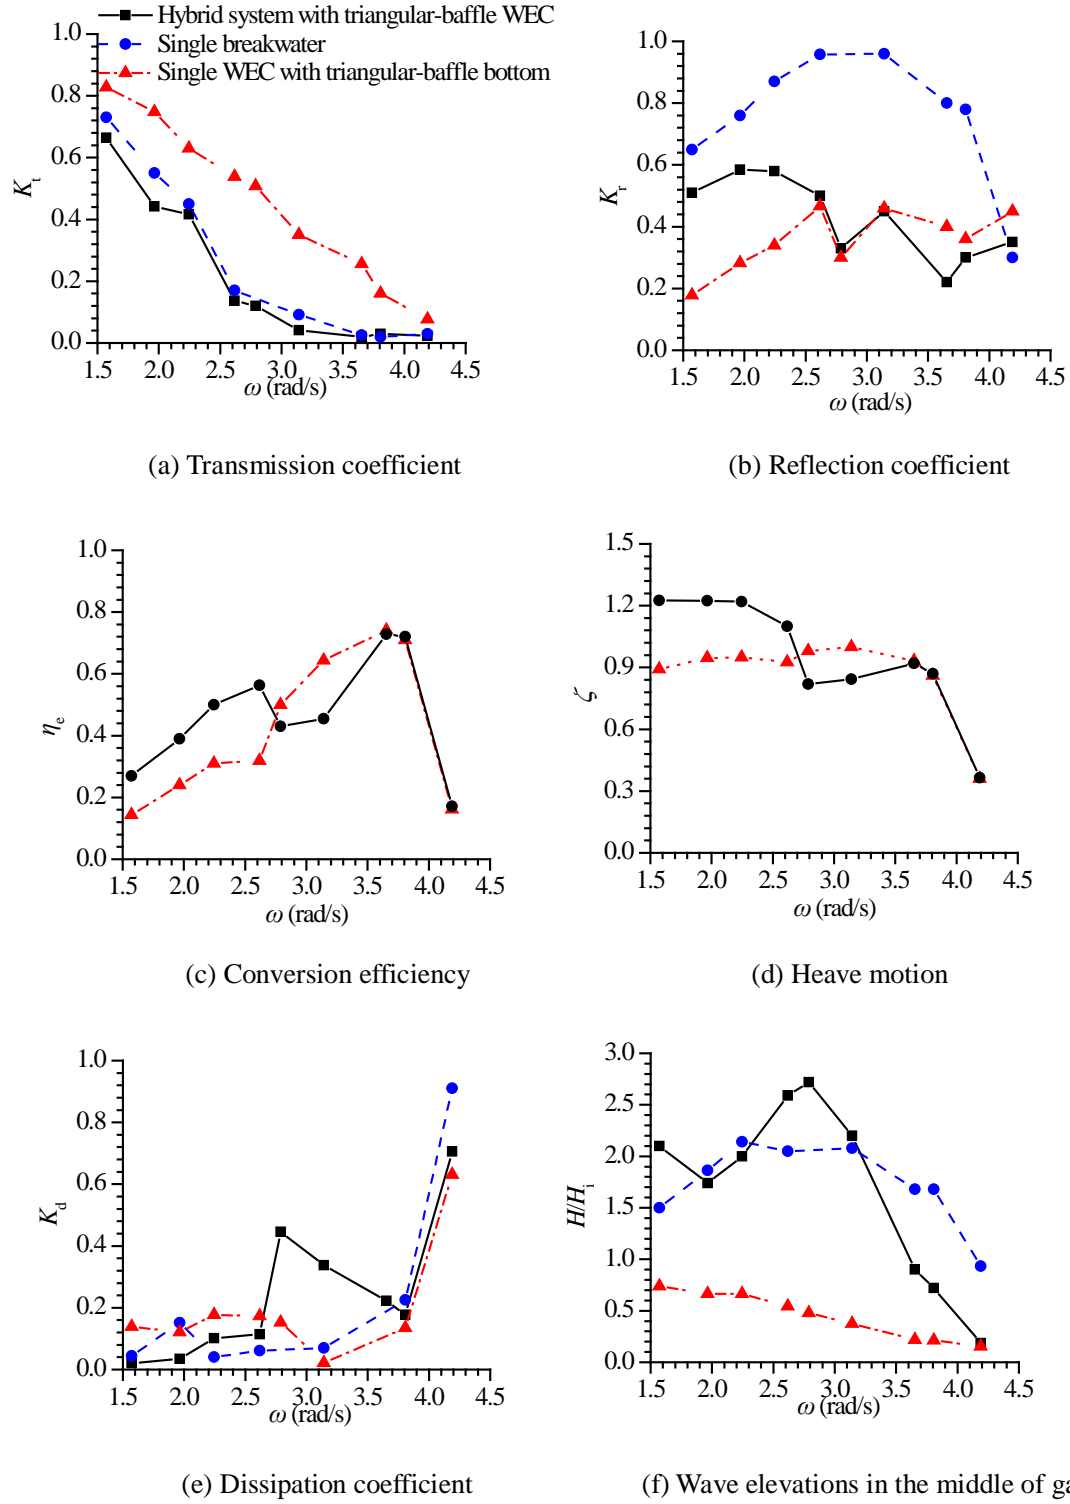 Hybrid system with triangular-baffle WEC
Single breakwater
Single WEC with triangular-baffle bottom
1.0
0.8
0.6
0.4
0.2
0.0
Kt
1.5 2.0 2.5 3.0 3.5 4.0 4.5
ω (rad/s)
(a) Transmission coefficient
1.0
0.8
0.6
0.4
0.2
0.0
Kr
1.5 2.0 2.5 3.0 3.5 4.0 4.5
ω (rad/s)
(b) Reflection coefficient
1.0
0.8
0.6
0.4
0.2
0.0
ηe
1.5 2.0 2.5 3.0 3.5 4.0 4.5
ω (rad/s)
(c) Conversion efficiency
1.5
1.2
0.9
0.6
0.3
0.0
ζ
1.5 2.0 2.5 3.0 3.5 4.0 4.5
ω (rad/s)
(d) Heave motion
1.0
0.8
0.6
0.4
0.2
0.0
Kd
1.5 2.0 2.5 3.0 3.5 4.0 4.5
ω (rad/s)
(e) Dissipation coefficient
3.0
2.5
2.0
1.5
1.0
0.5
0.0
H/Hi
1.5 2.0 2.5 3.0 3.5 4.0 4.5
ω (rad/s)
(f) Wave elevations in the middle of ga